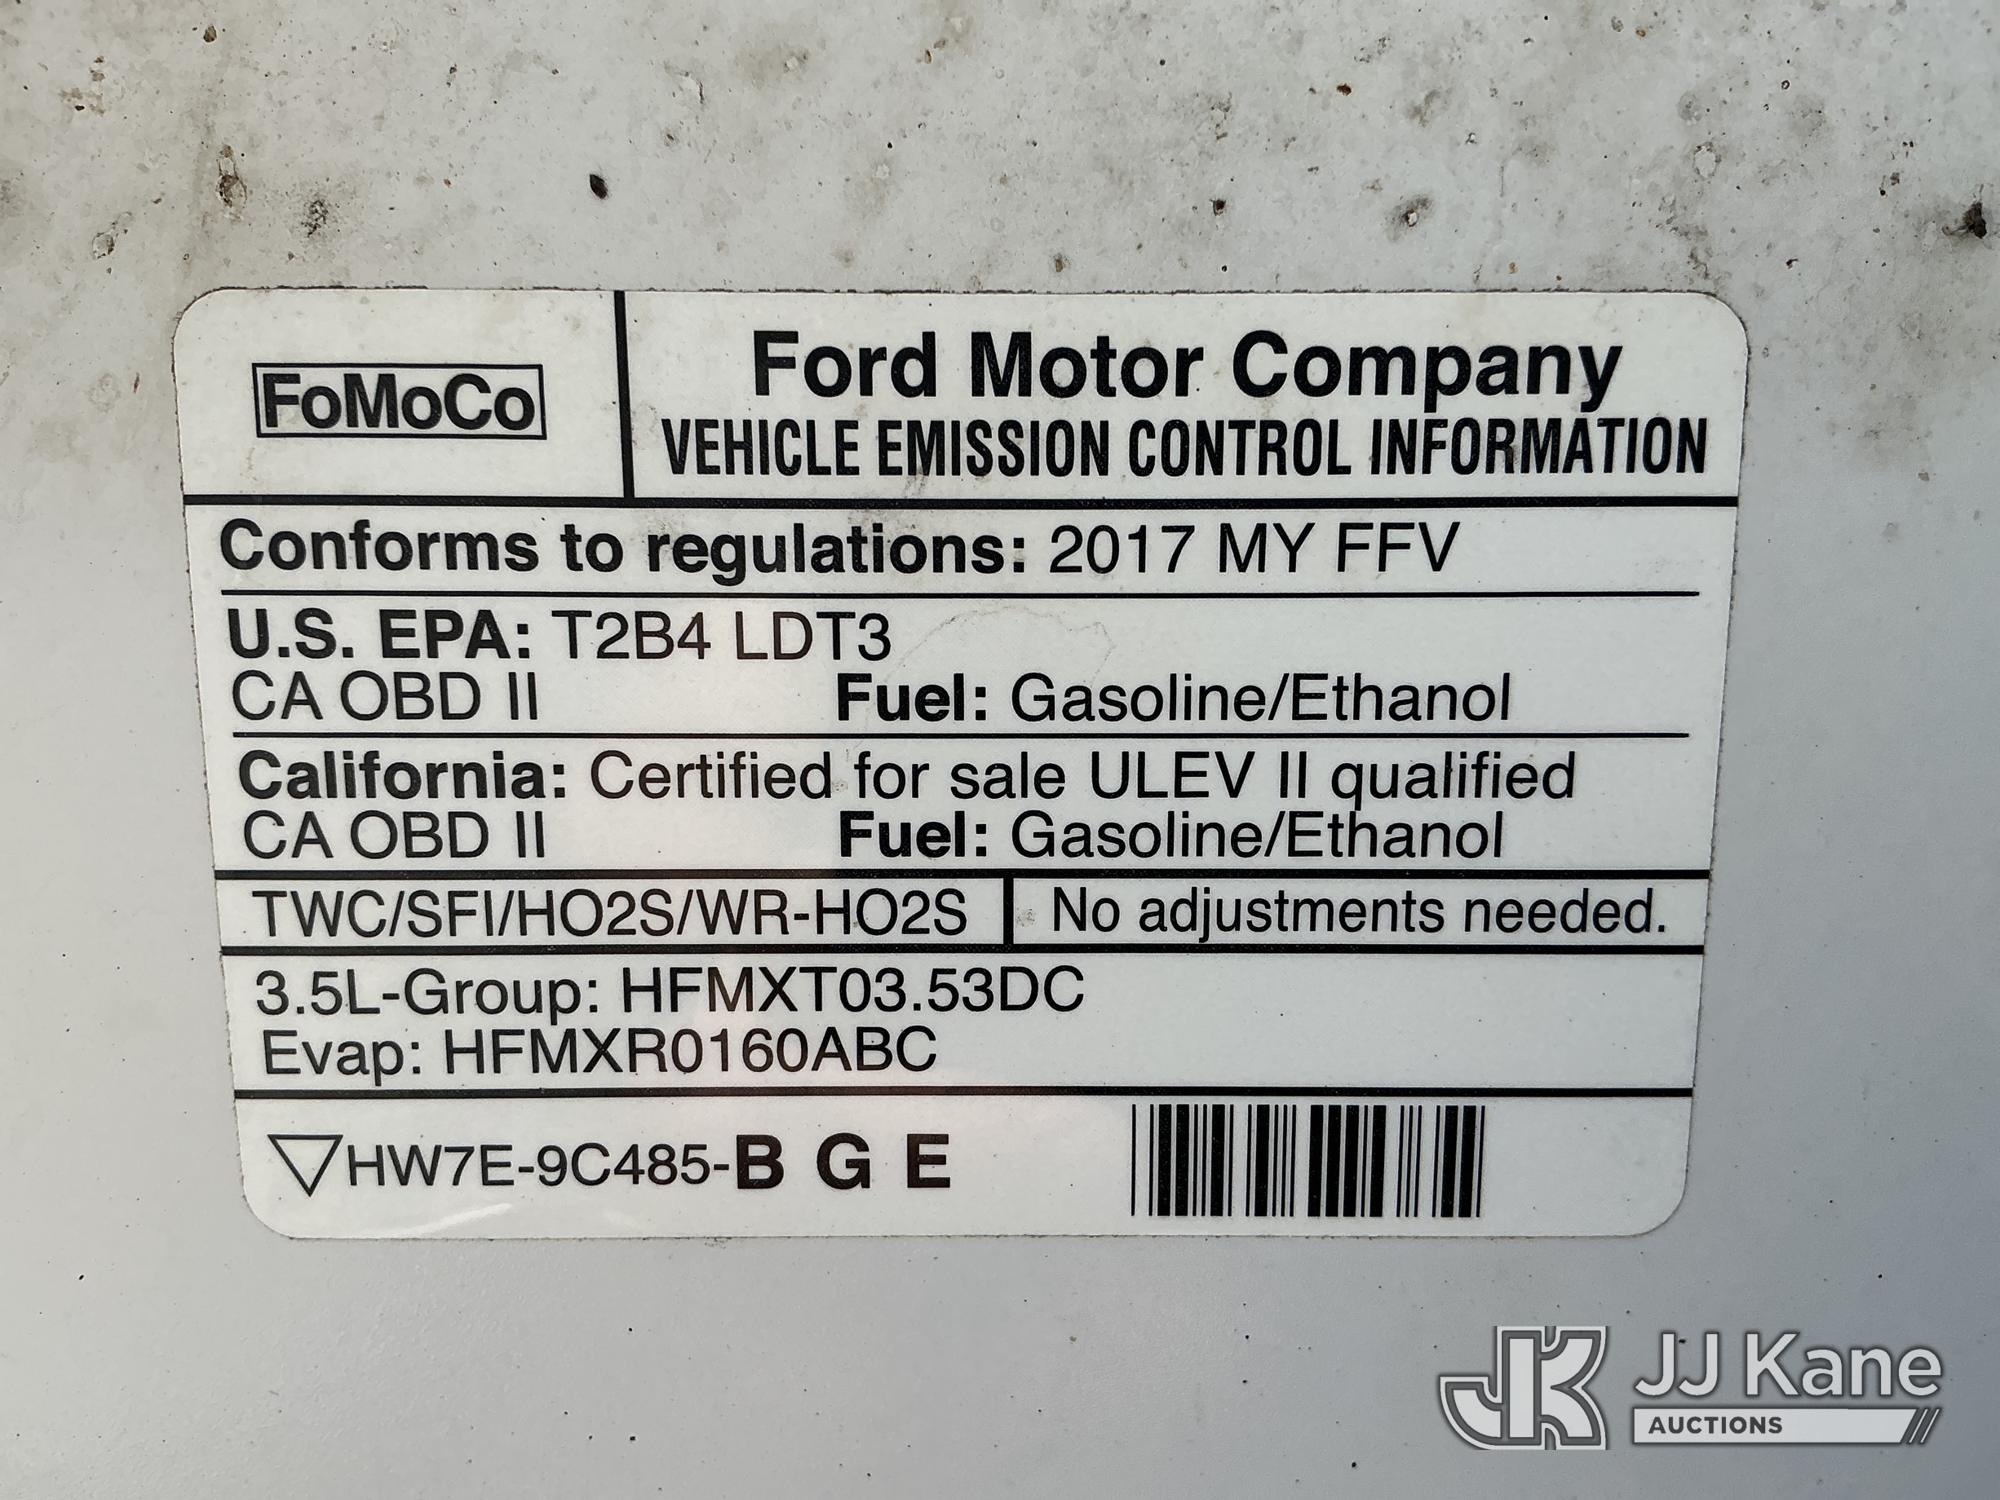 FoMoCo
Ford Motor Company
VEHICLE EMISSION CONTROL INFORMATION
Conforms to regulations: 2017 MY FFV
U.S. EPA: T2B4 LDT3
CA OBD II Fuel: Gasoline/Ethanol
California: Certified for sale ULEV II qualified
CA OBD II Fuel: Gasoline/Ethanol
TWC/SFI/HO2S/WR-HO2S No adjustments needed.
3.5L-Group: HFMXT03.53DC
Evap: HFMXR0160ABC
HW7E-9C485-B G E
JK JJ Kane
AUCTIONS